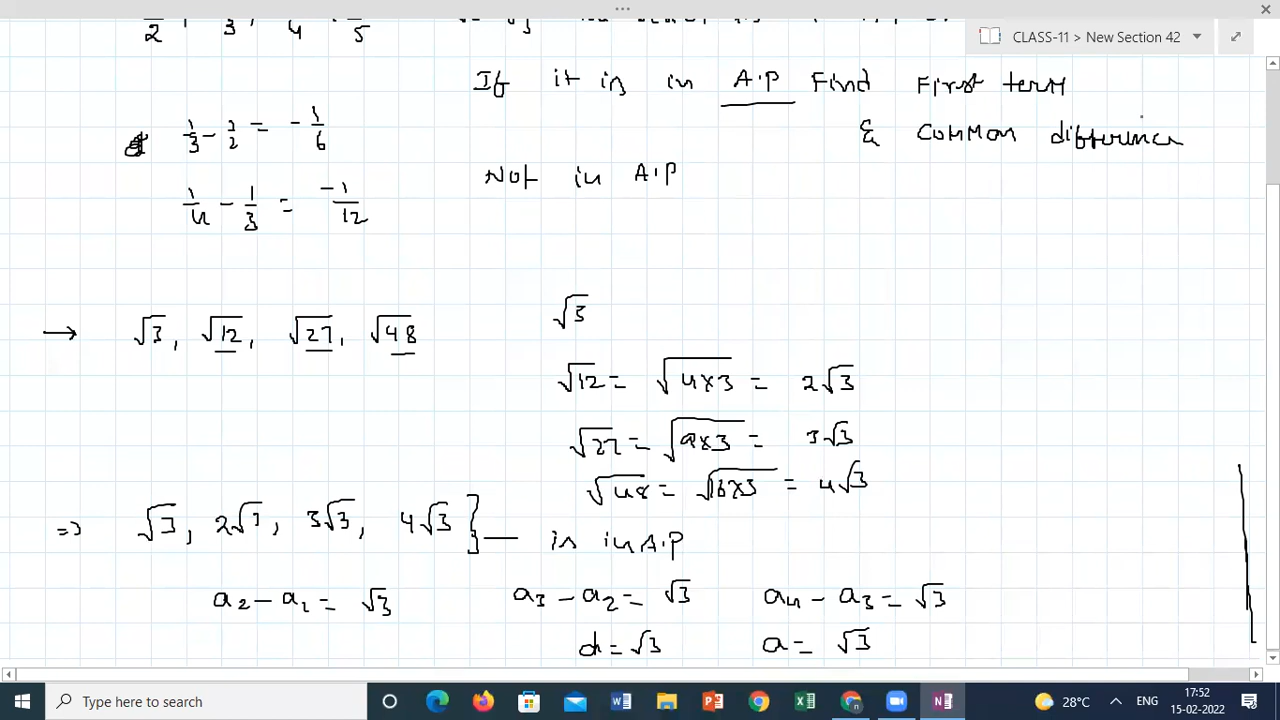 CLASS-11 > New Section 42
2 , 3 4 5
If it is in A.P Find First term
& common difference
1/3 - 1/2 = -1/6
Not in A.P
1/4 - 1/3 = -1/12
→ √3, √12, √27, √48
√3
√12 = √4×3 = 2√3
√27 = √9×3 = 3√3
√48 = √16×3 = 4√3
=> √3, 2√3, 3√3, 4√3 } — is in A.P
a2 - a1 = √3 a3 - a2 = √3 a4 - a3 = √3
d = √3 a = √3
Type here to search
28°C ENG 17:52
15-02-2022